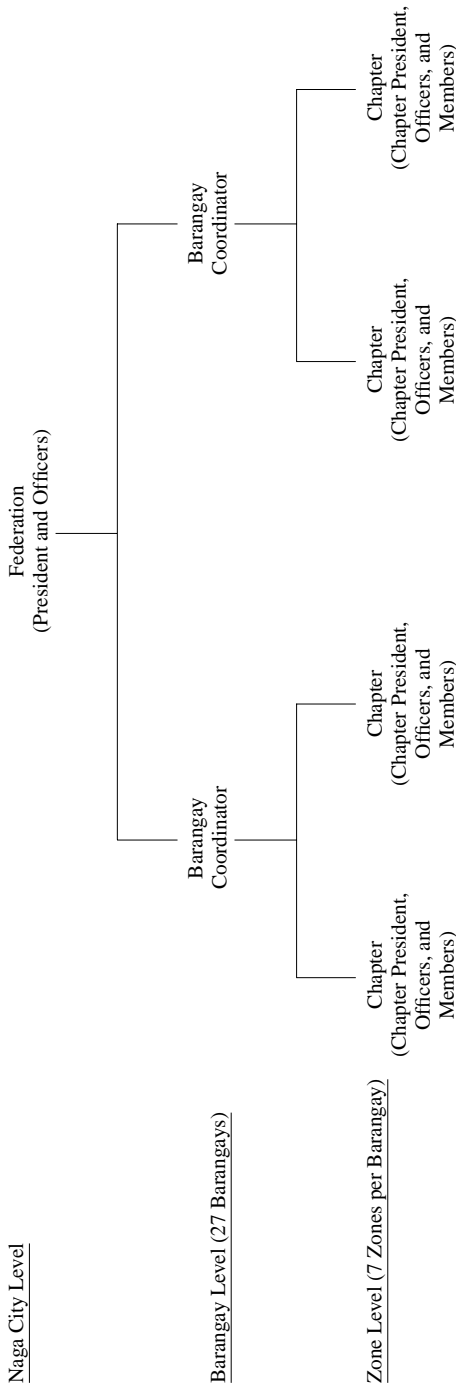 Naga City Level
Federation
(President and Officers)
Barangay Level (27 Barangays)
Barangay
Coordinator
Barangay
Coordinator
Zone Level (7 Zones per Barangay)
Chapter
(Chapter President,
Officers, and
Members)
Chapter
(Chapter President,
Officers, and
Members)
Chapter
(Chapter President,
Officers, and
Members)
Chapter
(Chapter President,
Officers, and
Members)